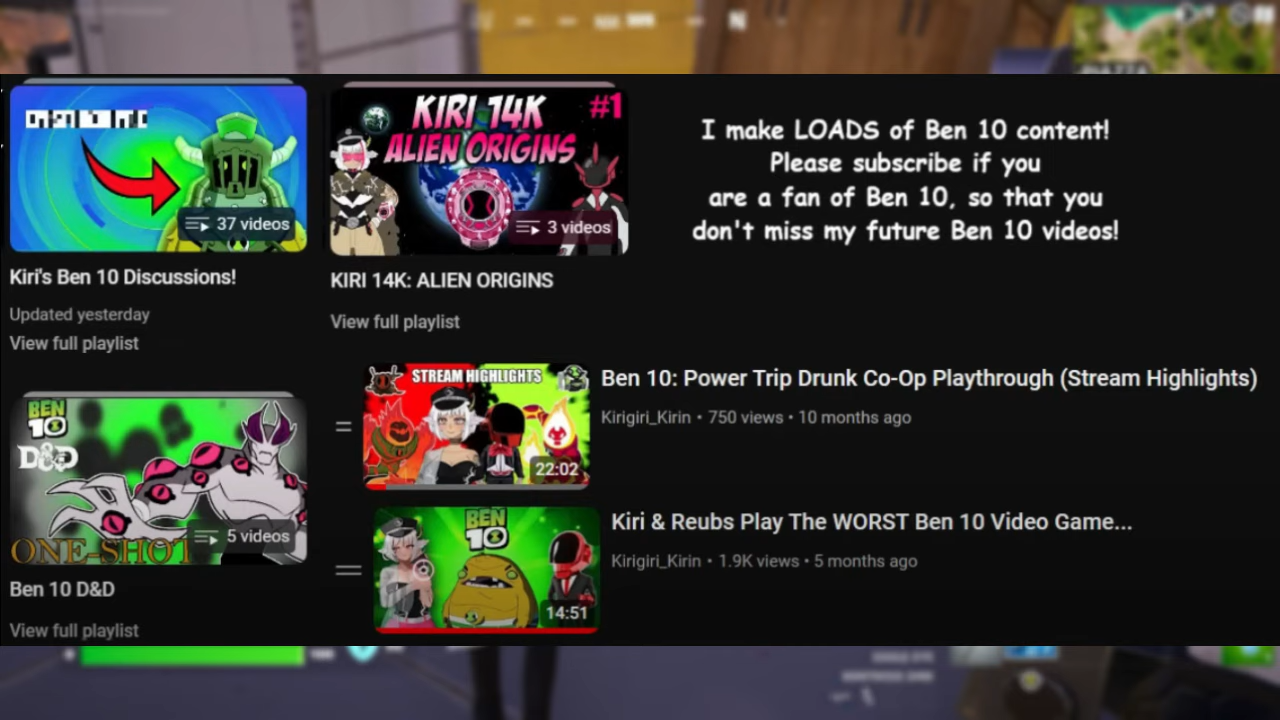 37 videos
Kiri's Ben 10 Discussions!
Updated yesterday
View full playlist
KIRI 14K
#1
ALIEN ORIGINS
3 videos
KIRI 14K: ALIEN ORIGINS
View full playlist
I make LOADS of Ben 10 content!
Please subscribe if you
are a fan of Ben 10, so that you
don't miss my future Ben 10 videos!
BEN
10
D&D
ONE-SHOT
5 videos
Ben 10 D&D
View full playlist
STREAM HIGHLIGHTS
22:02
Ben 10: Power Trip Drunk Co-Op Playthrough (Stream Highlights)
Kirigiri_Kirin • 750 views • 10 months ago
BEN
10
14:51
Kiri & Reubs Play The WORST Ben 10 Video Game...
Kirigiri_Kirin • 1.9K views • 5 months ago